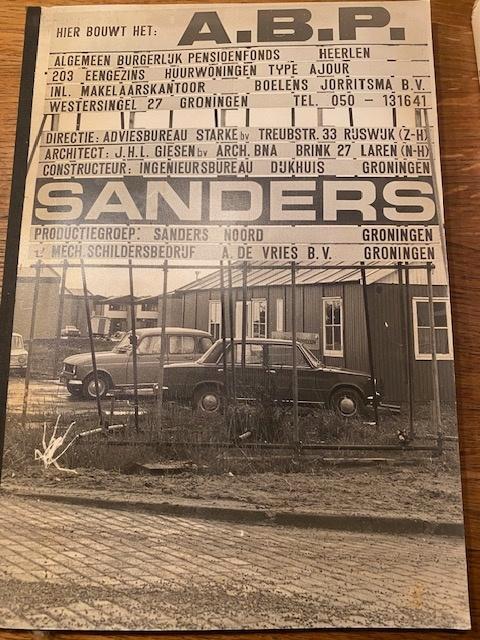 HIER BOUWT HET: A.B.P.
ALGEMEEN BURGERLIJK PENSIOENFONDS HEERLEN
203 EENGEZINS HUURWONINGEN TYPE AJOUR
INL. MAKELAARSKANTOOR - BOELENS JORRITSMA B.V.
WESTERSINGEL 27 GRONINGEN TEL. 050 - 131641
DIRECTIE: ADVIESBUREAU STARKE bv TREUBSTR. 33 RIJSWIJK (Z-H)
ARCHITECT: J.H.L. GIESEN bv ARCH. BNA BRINK 27 LAREN (N-H)
CONSTRUCTEUR: INGENIEURSBUREAU DIJKHUIS GRONINGEN
SANDERS
PRODUCTIEGROEP: SANDERS NOORD GRONINGEN
MECH. SCHILDERSBEDRIJF A. DE VRIES B.V. GRONINGEN